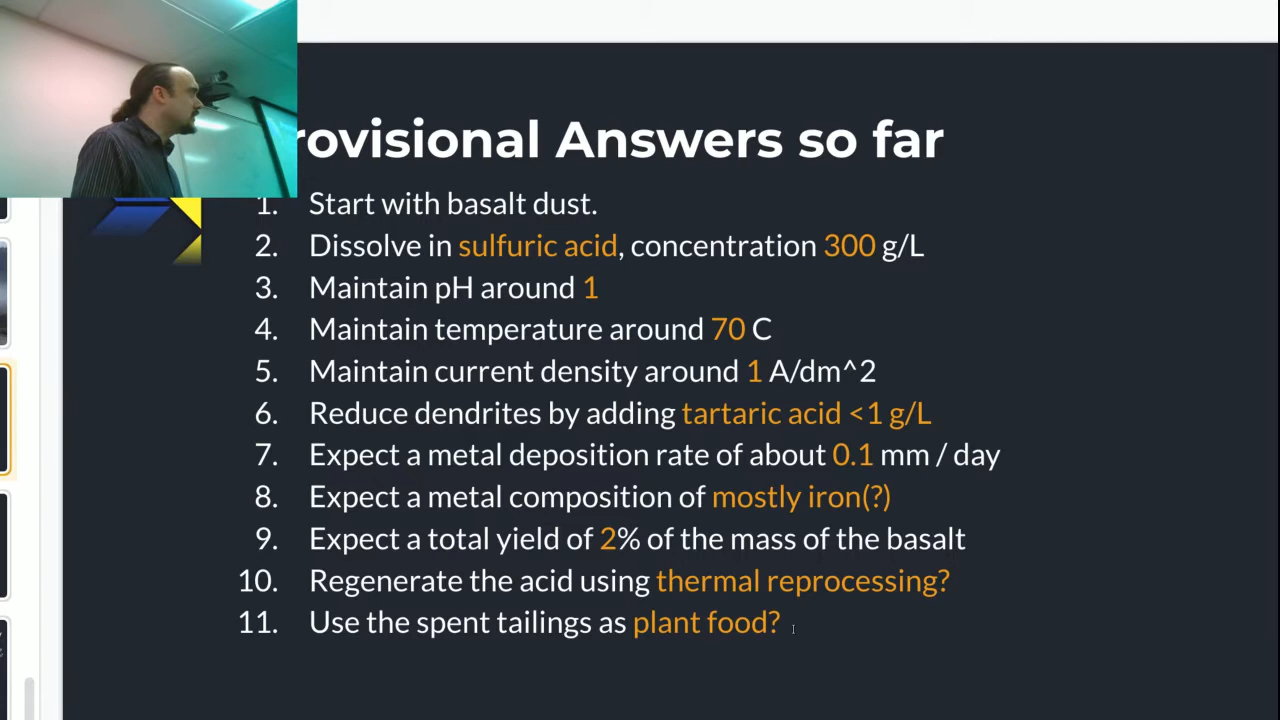 rovisional Answers so far
1. Start with basalt dust.
2. Dissolve in sulfuric acid, concentration 300 g/L
3. Maintain pH around 1
4. Maintain temperature around 70 C
5. Maintain current density around 1 A/dm^2
6. Reduce dendrites by adding tartaric acid <1 g/L
7. Expect a metal deposition rate of about 0.1 mm / day
8. Expect a metal composition of mostly iron(?)
9. Expect a total yield of 2% of the mass of the basalt
10. Regenerate the acid using thermal reprocessing?
11. Use the spent tailings as plant food?